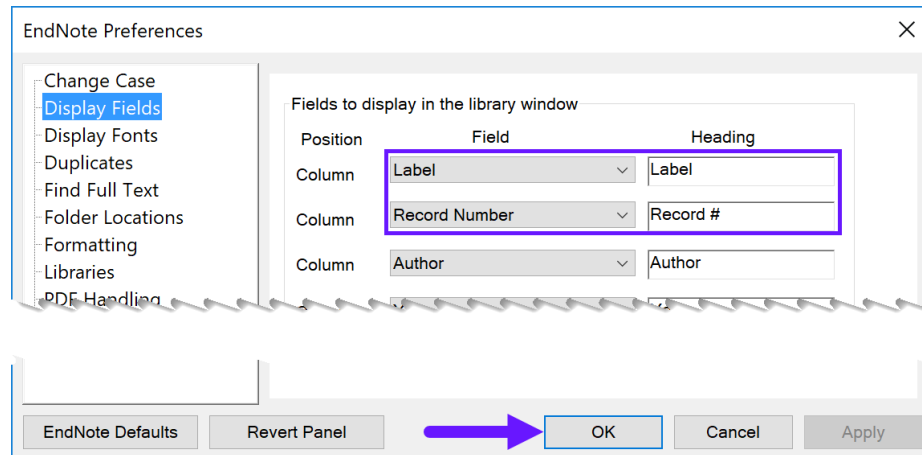 EndNote Preferences
Change Case
Display Fields
Display Fonts
Duplicates
Find Full Text
Folder Locations
Formatting
Libraries
PDF Handling
Fields to display in the library window
Position Field Heading
Column Label Label
Column Record Number Record #
Column Author Author
EndNote Defaults Revert Panel OK Cancel Apply